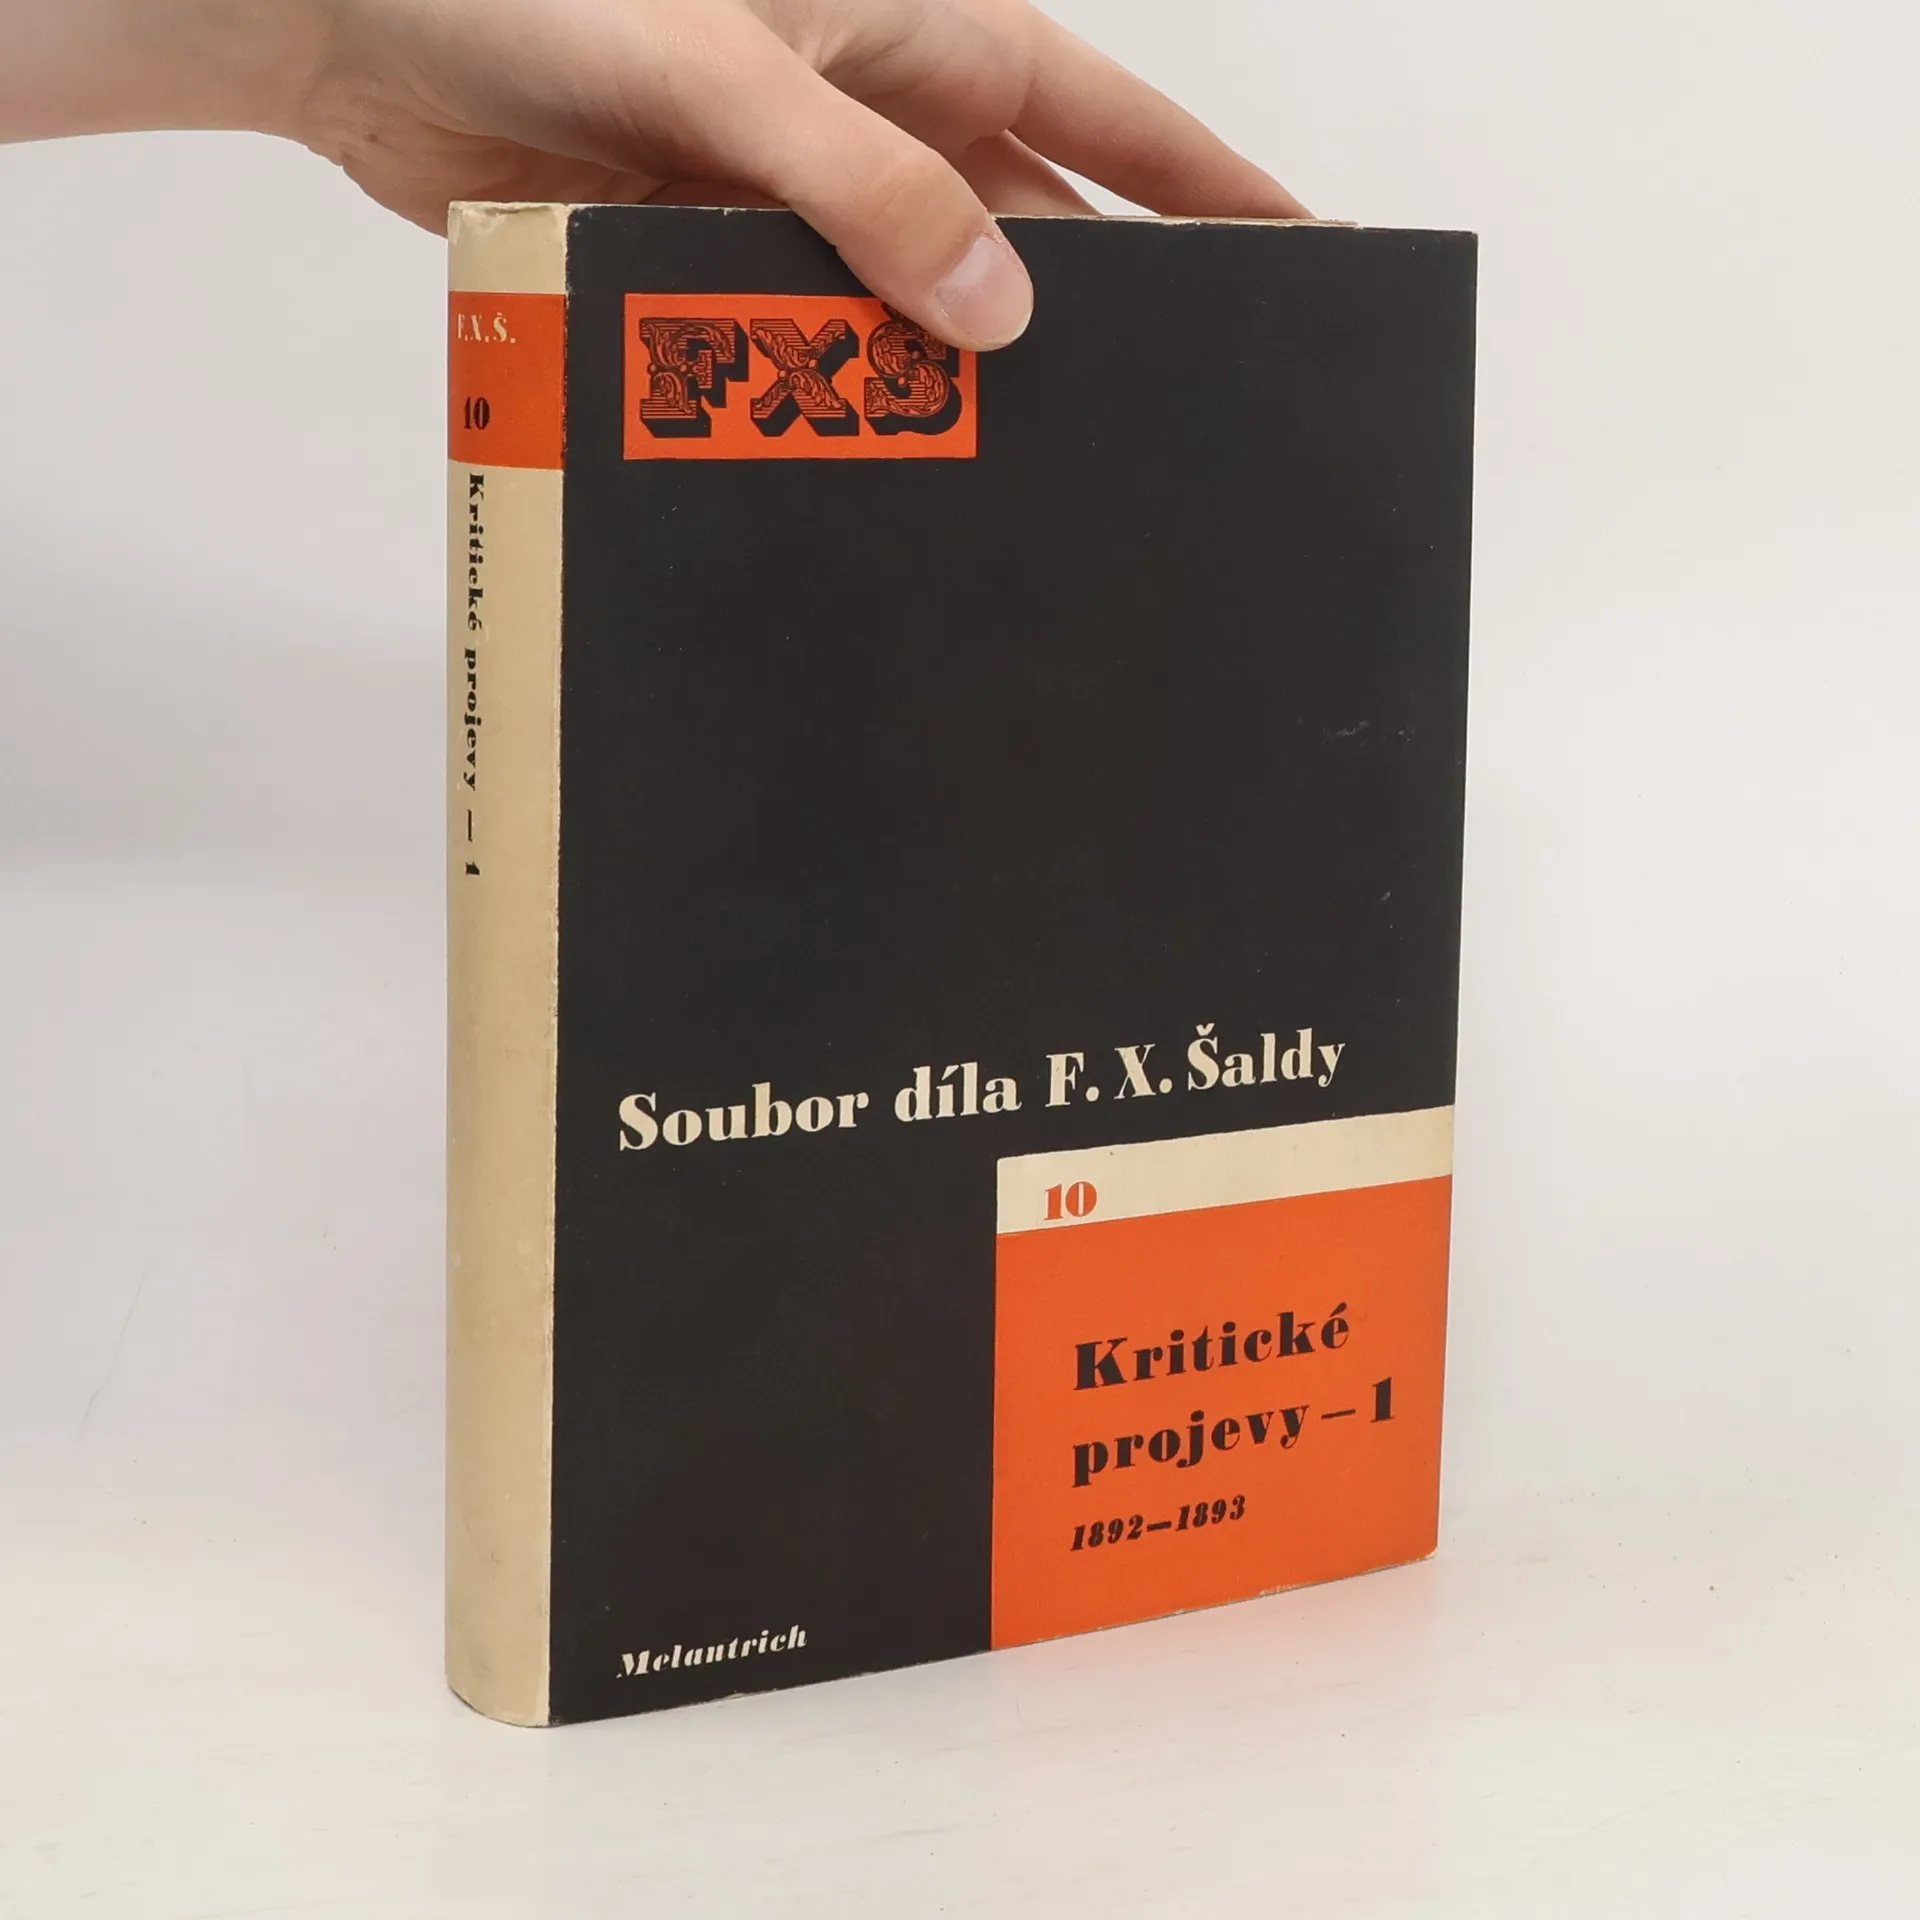 F.X.Š.
10
Kritické projevy – 1
FXŠ
Soubor díla F. X. Šaldy
10
Kritické
projevy – 1
1892–1893
Melantrich